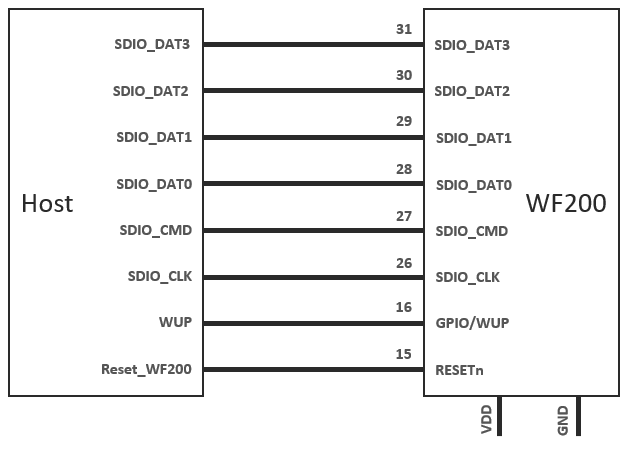 SDIO_DAT3 31 SDIO_DAT3
SDIO_DAT2 30 SDIO_DAT2
SDIO_DAT1 29 SDIO_DAT1
SDIO_DAT0 28 SDIO_DAT0
Host WF200
SDIO_CMD 27 SDIO_CMD
SDIO_CLK 26 SDIO_CLK
WUP 16 GPIO/WUP
Reset_WF200 15 RESETn
VDD GND